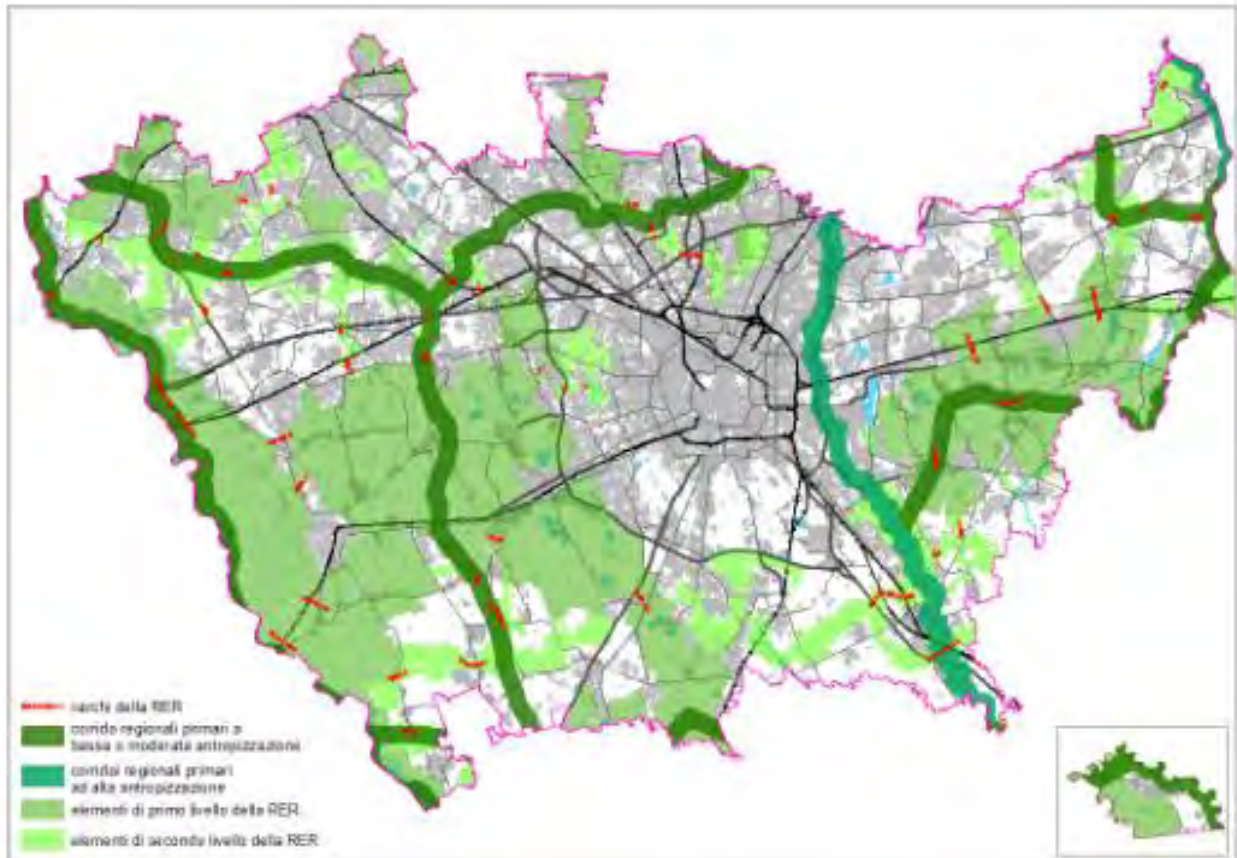 varchi della RER
corridoi regionali primari a
bassa o moderata antropizzazione
corridoi regionali primari
ad alta antropizzazione
elementi di primo livello della RER
elementi di secondo livello della RER